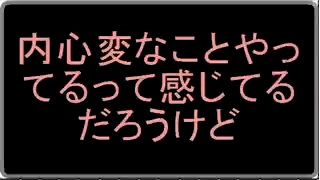 内心変なことやっ
てるって感じてる
だろうけど